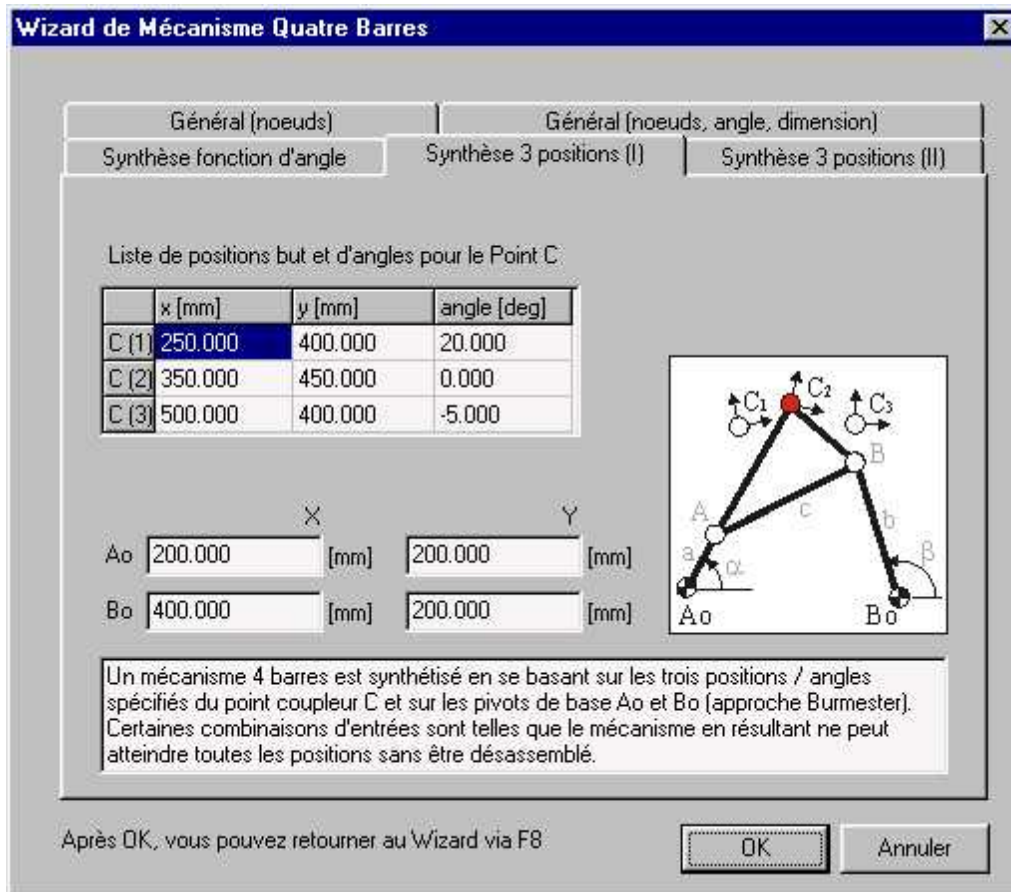 Wizard de Mécanisme Quatre Barres
Général (noeuds)
Général (noeuds, angle, dimension)
Synthèse fonction d'angle
Synthèse 3 positions (I)
Synthèse 3 positions (II)
Liste de positions but et d'angles pour le Point C
x [mm] y [mm] angle [deg]
C (1) 250.000 400.000 20.000
C (2) 350.000 450.000 0.000
C (3) 500.000 400.000 -5.000
X Y
Ao 200.000 [mm] 200.000 [mm]
Bo 400.000 [mm] 200.000 [mm]
C1 C2 C3
B
A c b
a α β
Ao Bo
Un mécanisme 4 barres est synthétisé en se basant sur les trois positions / angles
spécifiés du point coupleur C et sur les pivots de base Ao et Bo (approche Burmester).
Certaines combinaisons d'entrées sont telles que le mécanisme en résultant ne peut
atteindre toutes les positions sans être désassemblé.
Après OK, vous pouvez retourner au Wizard via F8
OK
Annuler